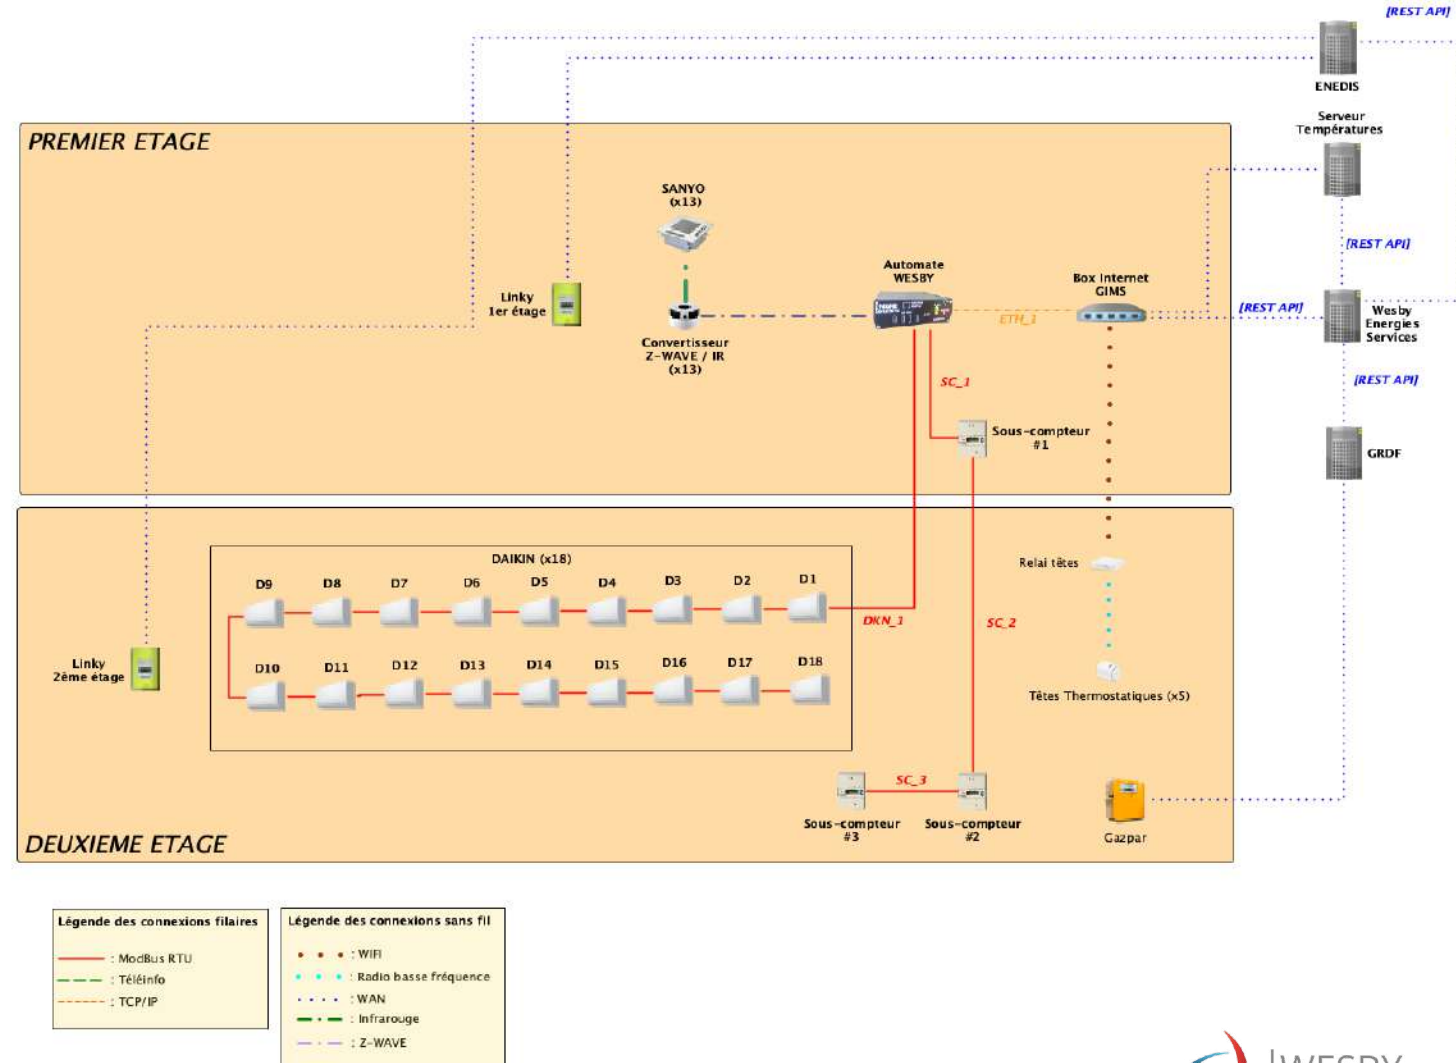 [REST API]
ENEDIS
Serveur
Températures
PREMIER ETAGE
SANYO
(x13)
[REST API]
Automate
WESBY
Box Internet
GIMS
Linky
1er étage
[REST API]
Wesby
Energies
Services
ETH_1
Convertisseur
Z-WAVE / IR
(x13)
SC_1
[REST API]
Sous-compteur
#1
GRDF
DAIKIN (x18)
Relai têtes
D9 D8 D7 D6 D5 D4 D3 D2 D1
DKN_1
SC_2
Linky
2ème étage
D10 D11 D12 D13 D14 D15 D16 D17 D18
Têtes Thermostatiques (x5)
SC_3
Sous-compteur
#3
Sous-compteur
#2
Gazpar
DEUXIEME ETAGE
Légende des connexions filaires
: ModBus RTU
: Téléinfo
: TCP/IP
Légende des connexions sans fil
: WIFI
: Radio basse fréquence
: WAN
: Infrarouge
: Z-WAVE
WESBY